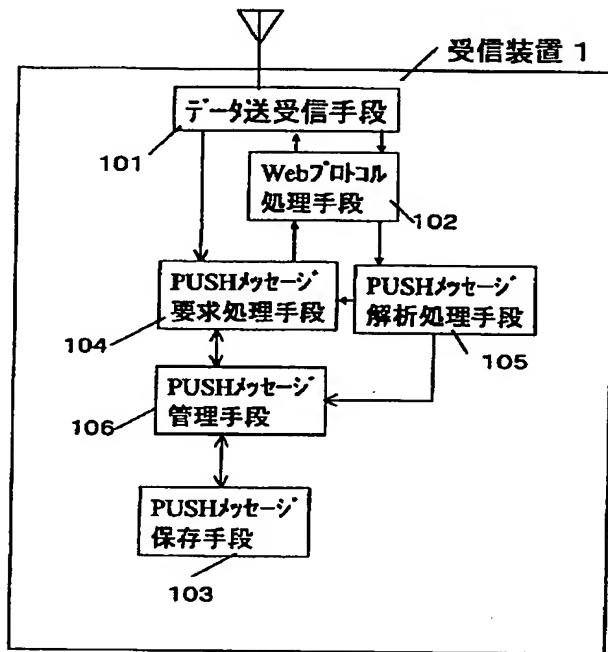 受信装置 1
データ送受信手段
101
Webプロトコル
処理手段
102
PUSHメッセージ
要求処理手段
104
PUSHメッセージ
解析処理手段
105
PUSHメッセージ
管理手段
106
PUSHメッセージ
保存手段
103